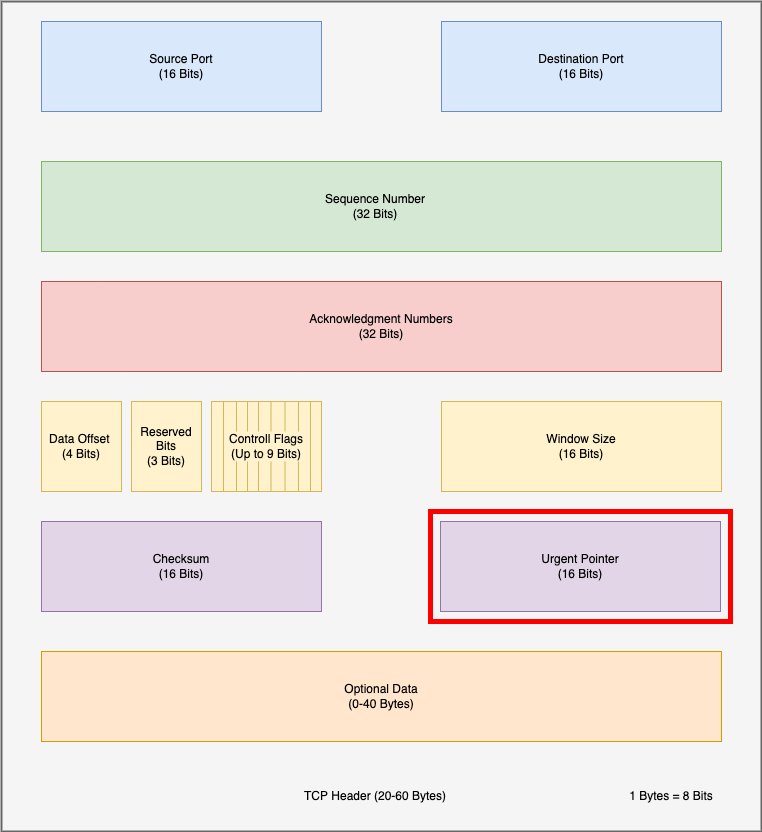 Source Port
(16 Bits)
Destination Port
(16 Bits)
Sequence Number
(32 Bits)
Acknowledgment Numbers
(32 Bits)
Data Offset
(4 Bits)
Reserved
Bits
(3 Bits)
Controll Flags
(Up to 9 Bits)
Window Size
(16 Bits)
Checksum
(16 Bits)
Urgent Pointer
(16 Bits)
Optional Data
(0-40 Bytes)
TCP Header (20-60 Bytes)
1 Bytes = 8 Bits